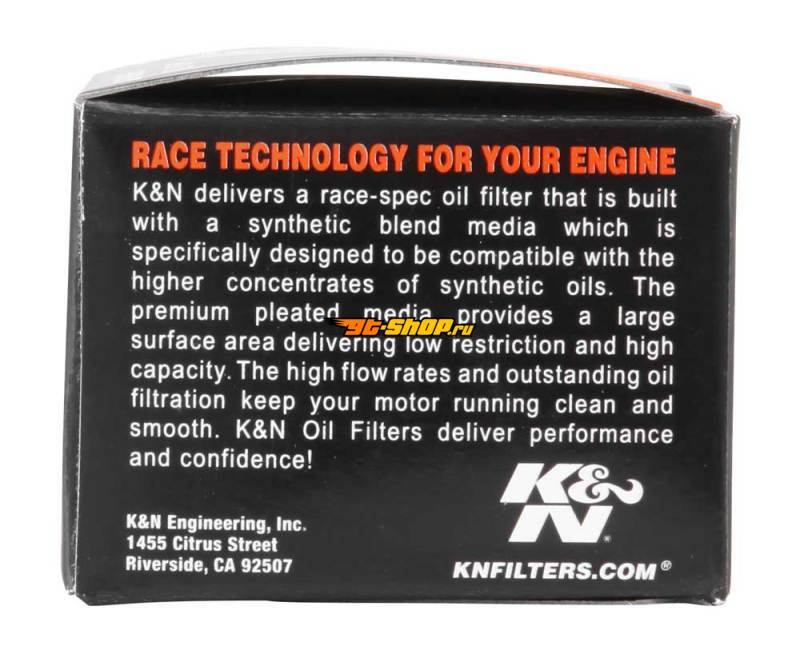 RACE TECHNOLOGY FOR YOUR ENGINE
K&N delivers a race-spec oil filter that is built
with a synthetic blend media which is
specifically designed to be compatible with the
higher concentrates of synthetic oils. The
premium pleated media provides a large
gt-shop.ru
surface area delivering low restriction and high
capacity. The high flow rates and outstanding oil
filtration keep your motor running clean and
smooth. K&N Oil Filters deliver performance
and confidence!
K&N Engineering, Inc.
1455 Citrus Street
Riverside, CA 92507
K&N®
KNFILTERS.COM®